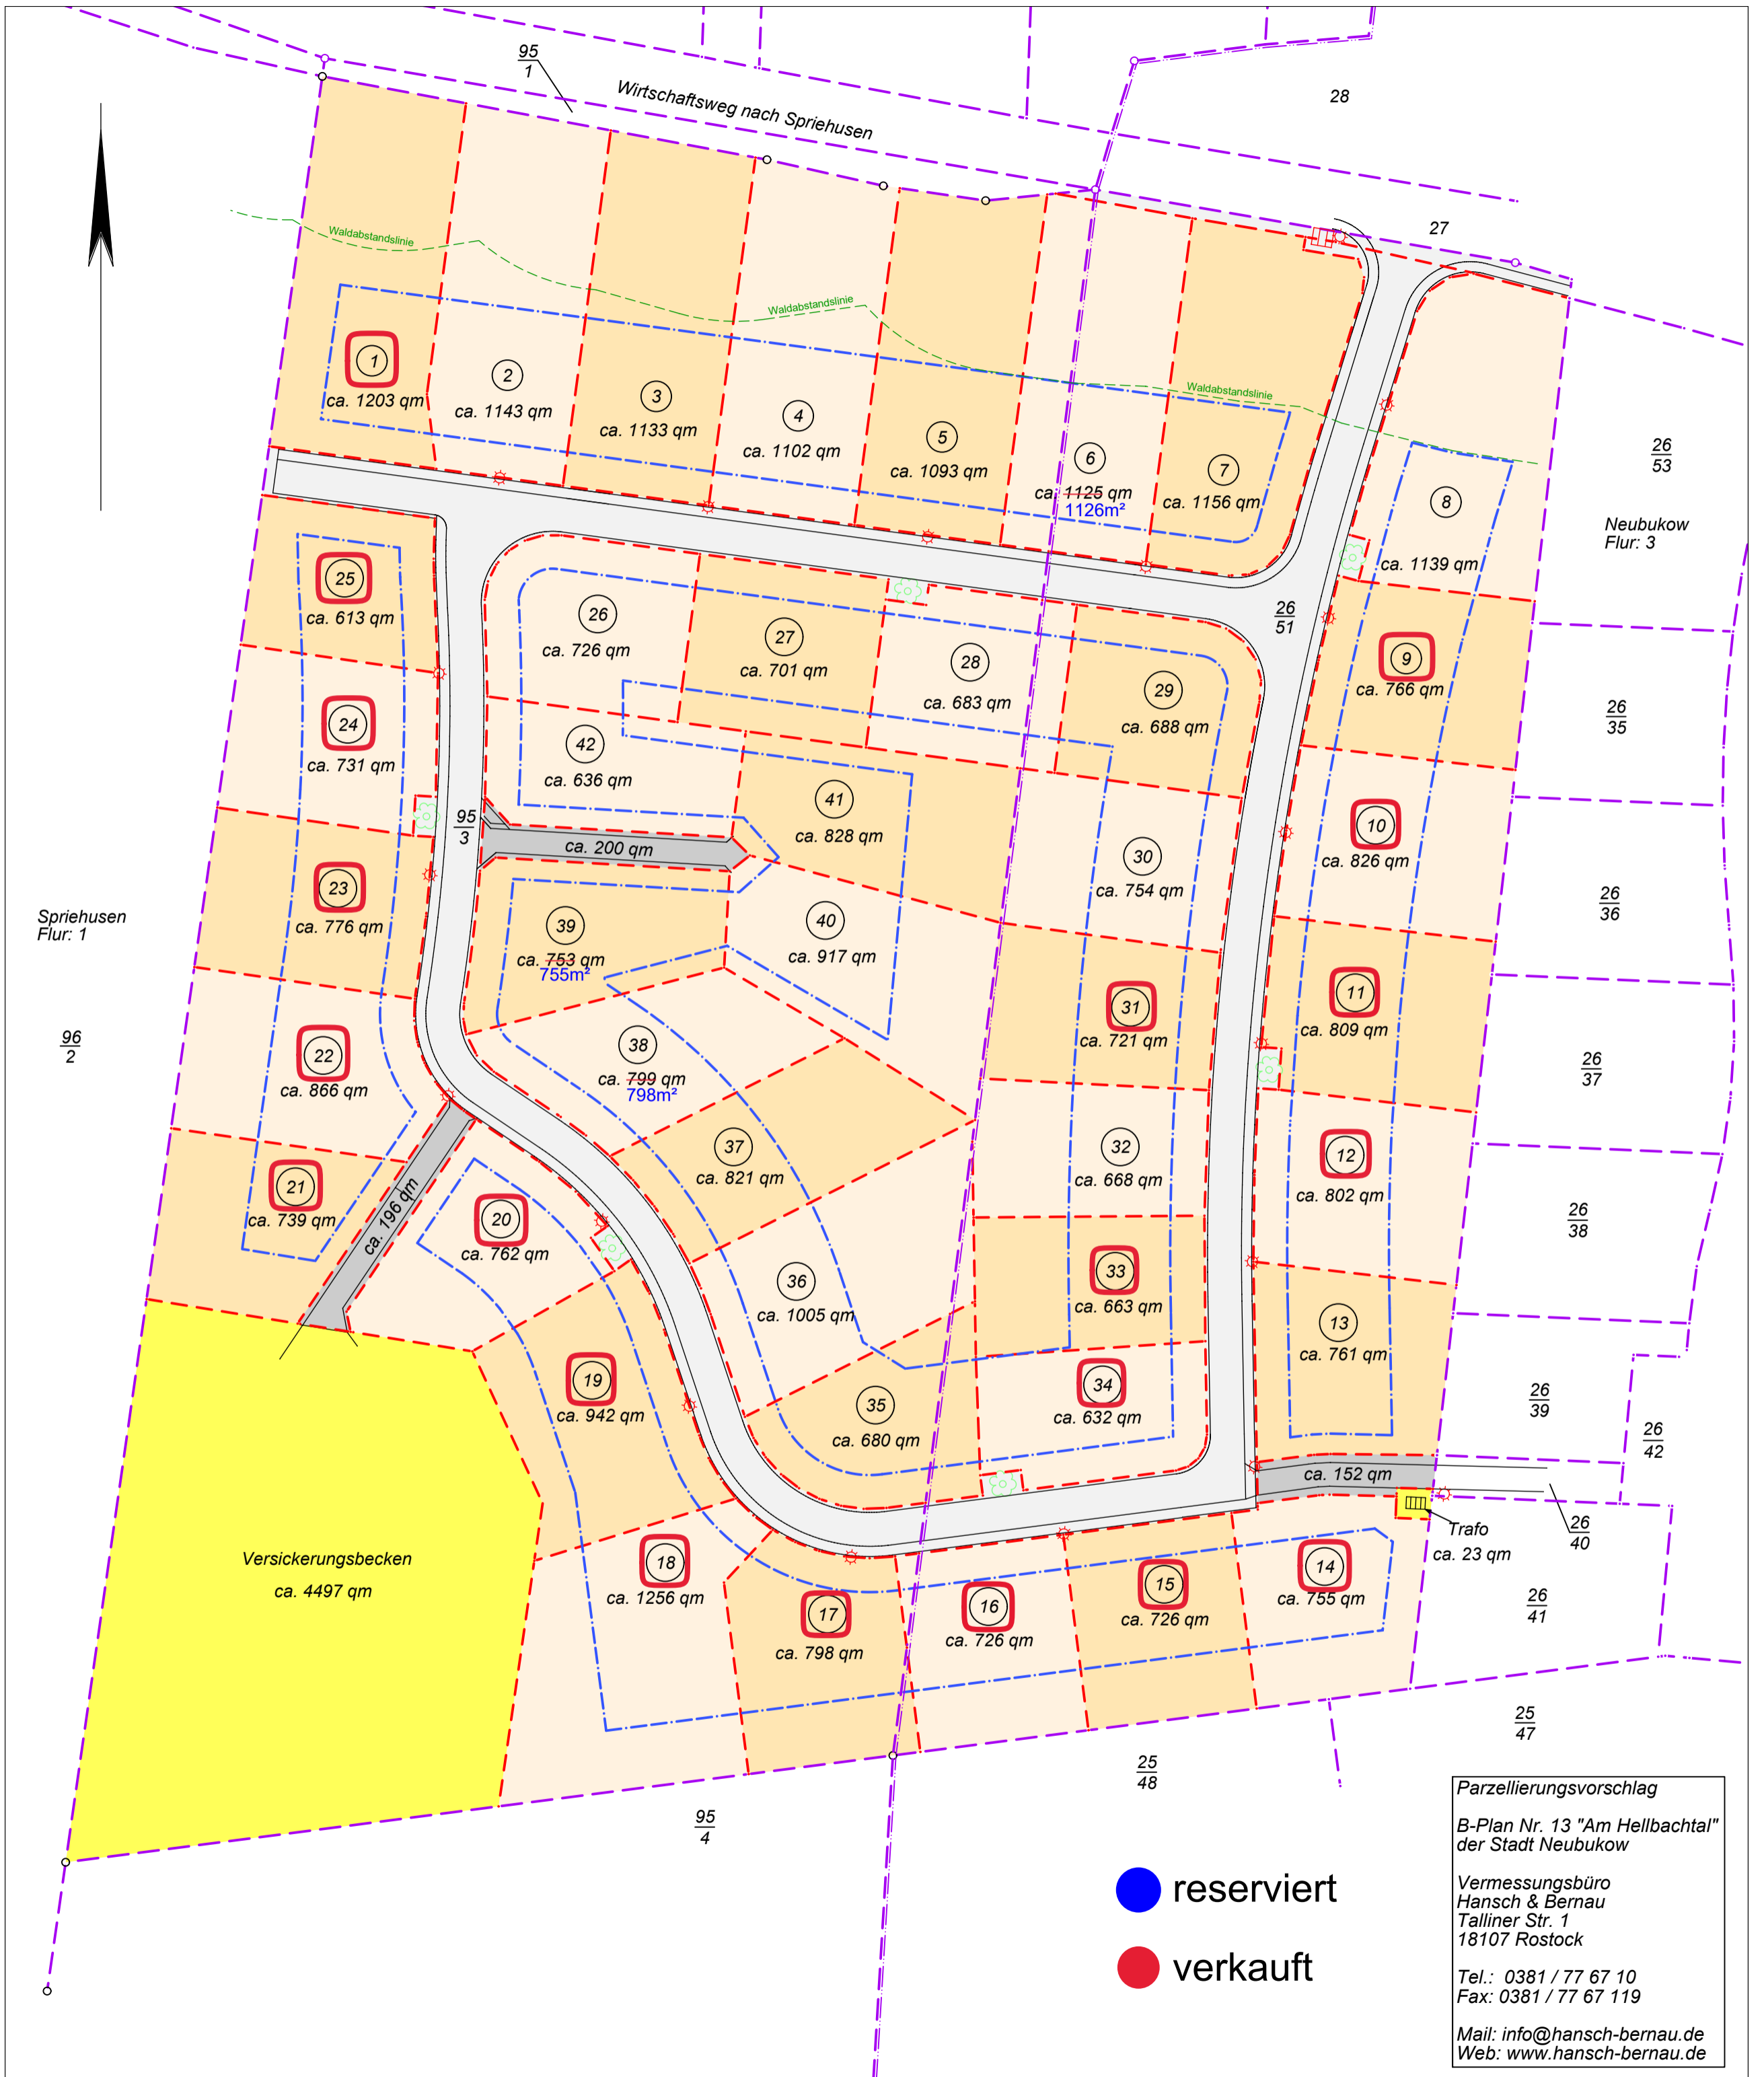 95
1
Wirtschaftsweg nach Spriehusen
28
27
Waldabstandslinie
Waldabstandslinie
Waldabstandslinie
1
ca. 1203 qm
2
ca. 1143 qm
3
ca. 1133 qm
4
ca. 1102 qm
5
ca. 1093 qm
6
ca. 1125 qm
1126m²
7
ca. 1156 qm
8
ca. 1139 qm
26
53
Neubukow
Flur: 3
25
ca. 613 qm
26
ca. 726 qm
27
ca. 701 qm
28
ca. 683 qm
29
ca. 688 qm
26
51
9
ca. 766 qm
26
35
24
ca. 731 qm
42
ca. 636 qm
41
ca. 828 qm
30
ca. 754 qm
10
ca. 826 qm
95
3
ca. 200 qm
26
36
Spriehusen
Flur: 1
23
ca. 776 qm
39
ca. 753 qm
755m²
40
ca. 917 qm
31
ca. 721 qm
11
ca. 809 qm
96
2
22
ca. 866 qm
38
ca. 799 qm
798m²
26
37
37
ca. 821 qm
32
ca. 668 qm
12
ca. 802 qm
21
ca. 739 qm
ca. 196 qm
20
ca. 762 qm
26
38
36
ca. 1005 qm
33
ca. 663 qm
13
ca. 761 qm
19
ca. 942 qm
35
ca. 680 qm
34
ca. 632 qm
26
39
26
42
ca. 152 qm
Trafo
ca. 23 qm
26
40
Versickerungsbecken
ca. 4497 qm
18
ca. 1256 qm
17
ca. 798 qm
16
ca. 726 qm
15
ca. 726 qm
14
ca. 755 qm
26
41
25
47
25
48
95
4
reserviert
verkauft
Parzellierungsvorschlag
B-Plan Nr. 13 "Am Hellbachtal"
der Stadt Neubukow
Vermessungsbüro
Hansch & Bernau
Talliner Str. 1
18107 Rostock
Tel.: 0381 / 77 67 10
Fax: 0381 / 77 67 119
Mail: info@hansch-bernau.de
Web: www.hansch-bernau.de